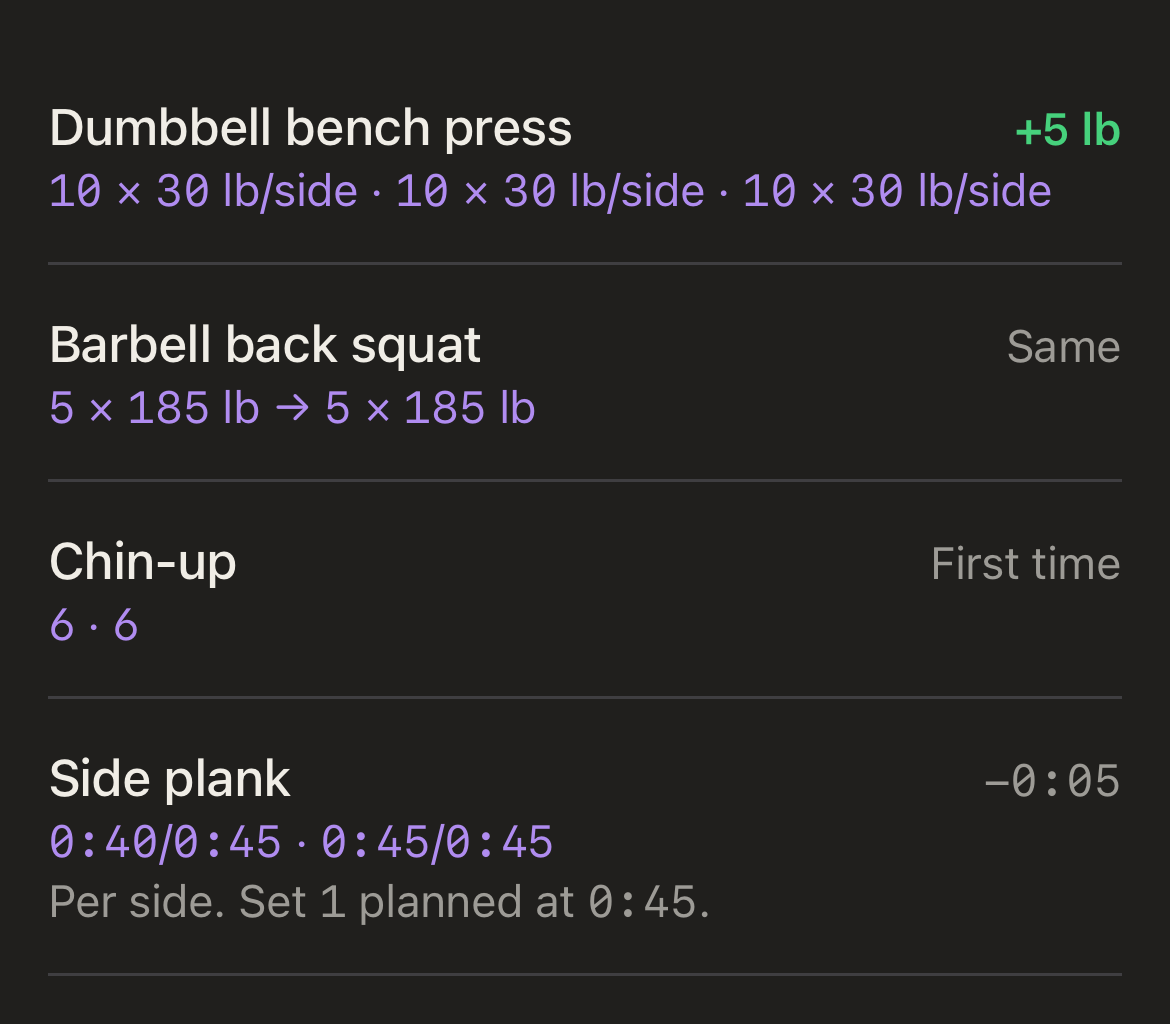 Dumbbell bench press +5 lb
10 × 30 lb/side · 10 × 30 lb/side · 10 × 30 lb/side
Barbell back squat Same
5 × 185 lb → 5 × 185 lb
Chin-up First time
6 · 6
Side plank –0:05
0:40/0:45 · 0:45/0:45
Per side. Set 1 planned at 0:45.